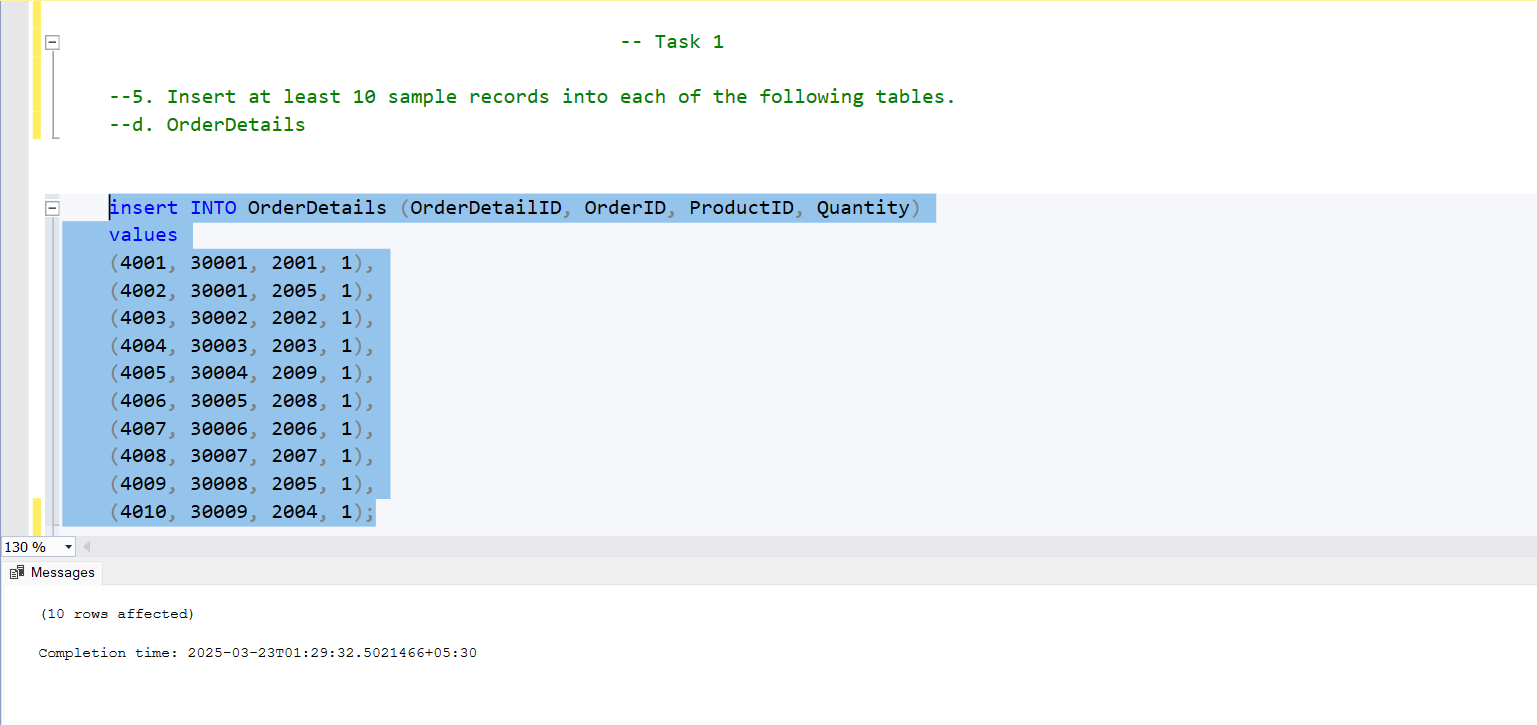 -- Task 1
--5. Insert at least 10 sample records into each of the following tables.
--d. OrderDetails
insert INTO OrderDetails (OrderDetailID, OrderID, ProductID, Quantity)
values
(4001, 30001, 2001, 1),
(4002, 30001, 2005, 1),
(4003, 30002, 2002, 1),
(4004, 30003, 2003, 1),
(4005, 30004, 2009, 1),
(4006, 30005, 2008, 1),
(4007, 30006, 2006, 1),
(4008, 30007, 2007, 1),
(4009, 30008, 2005, 1),
(4010, 30009, 2004, 1);
130 %
Messages
(10 rows affected)
Completion time: 2025-03-23T01:29:32.5021466+05:30